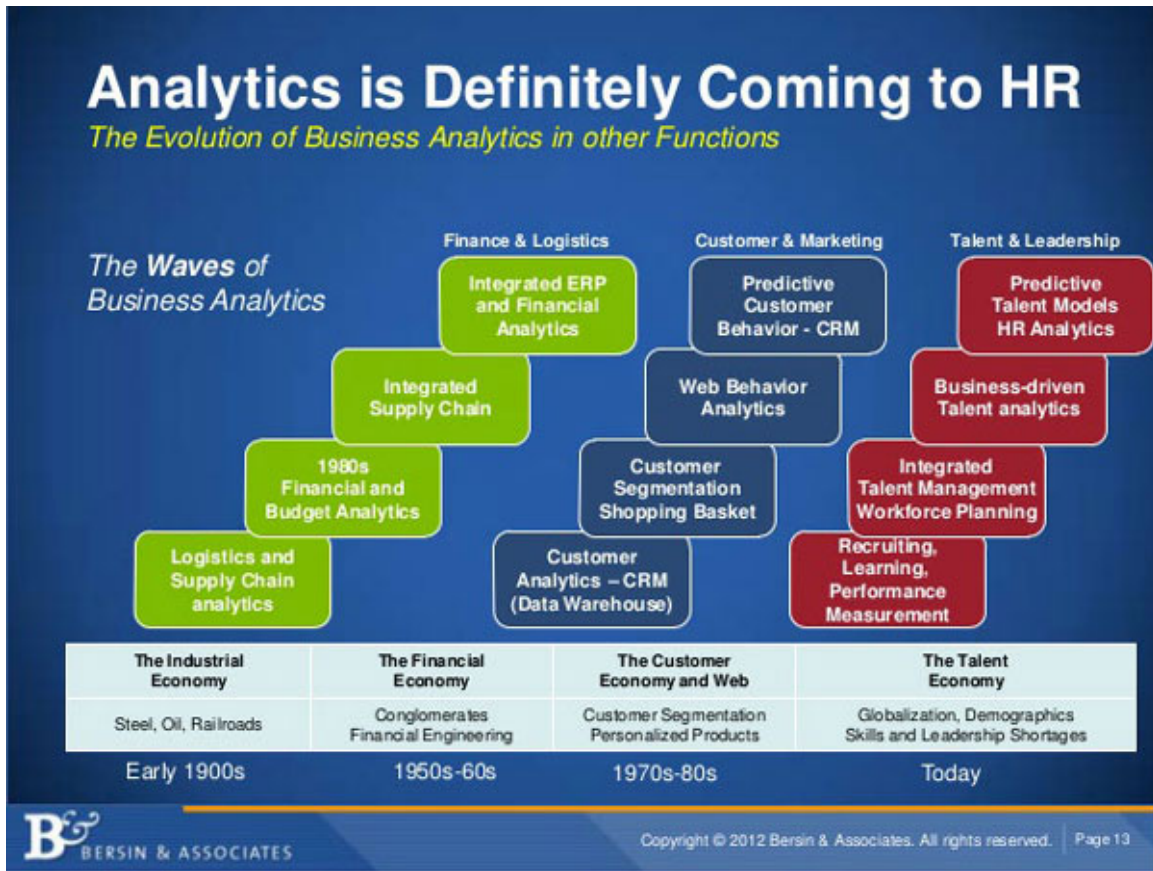 Analytics is Definitely Coming to HR
The Evolution of Business Analytics in other Functions
The Waves of
Business Analytics
Finance & Logistics
Integrated ERP
and Financial
Analytics
Integrated
Supply Chain
1980s
Financial and
Budget Analytics
Logistics and
Supply Chain
analytics
Customer & Marketing
Predictive
Customer
Behavior - CRM
Web Behavior
Analytics
Customer
Segmentation
Shopping Basket
Customer
Analytics – CRM
(Data Warehouse)
Talent & Leadership
Predictive
Talent Models
HR Analytics
Business-driven
Talent analytics
Integrated
Talent Management
Workforce Planning
Recruiting,
Learning,
Performance
Measurement
The Industrial
Economy
Steel, Oil, Railroads
Early 1900s
The Financial
Economy
Conglomerates
Financial Engineering
1950s-60s
The Customer
Economy and Web
Customer Segmentation
Personalized Products
1970s-80s
The Talent
Economy
Globalization, Demographics
Skills and Leadership Shortages
Today
B&
BERSIN & ASSOCIATES
Copyright © 2012 Bersin & Associates. All rights reserved.
Page 13